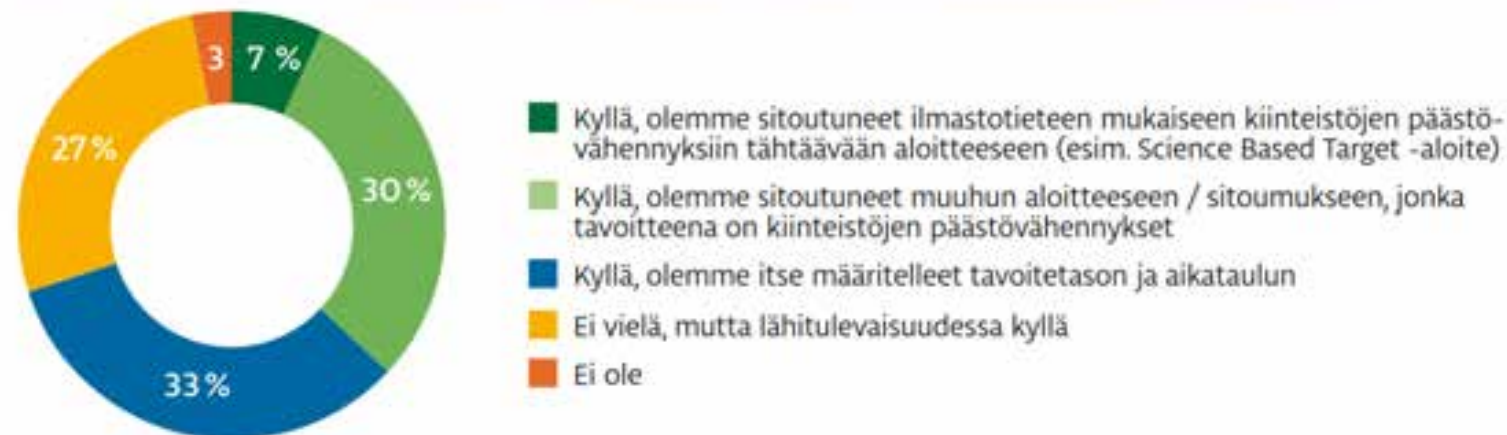 3
7 %
27 %
30 %
33 %
Kyllä, olemme sitoutuneet ilmastotieteen mukaiseen kiinteistöjen päästö-
vähennyksiin tähtäävään aloitteeseen (esim. Science Based Target -aloite)
Kyllä, olemme sitoutuneet muuhun aloitteeseen / sitoumukseen, jonka
tavoitteena on kiinteistöjen päästövähennykset
Kyllä, olemme itse määritelleet tavoitetason ja aikataulun
Ei vielä, mutta lähitulevaisuudessa kyllä
Ei ole